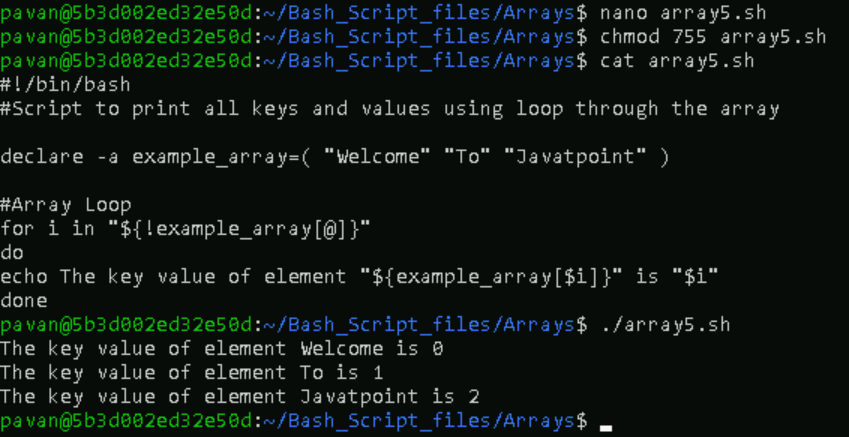 pavan@5b3d002ed32e50d:~/Bash_Script_files/Arrays$ nano array5.sh
pavan@5b3d002ed32e50d:~/Bash_Script_files/Arrays$ chmod 755 array5.sh
pavan@5b3d002ed32e50d:~/Bash_Script_files/Arrays$ cat array5.sh
#!/bin/bash
#Script to print all keys and values using loop through the array
declare -a example_array=( "Welcome" "To" "Javatpoint" )
#Array Loop
for i in "${!example_array[@]}"
do
echo The key value of element "${example_array[$i]}" is "$i"
done
pavan@5b3d002ed32e50d:~/Bash_Script_files/Arrays$ ./array5.sh
The key value of element Welcome is 0
The key value of element To is 1
The key value of element Javatpoint is 2
pavan@5b3d002ed32e50d:~/Bash_Script_files/Arrays$